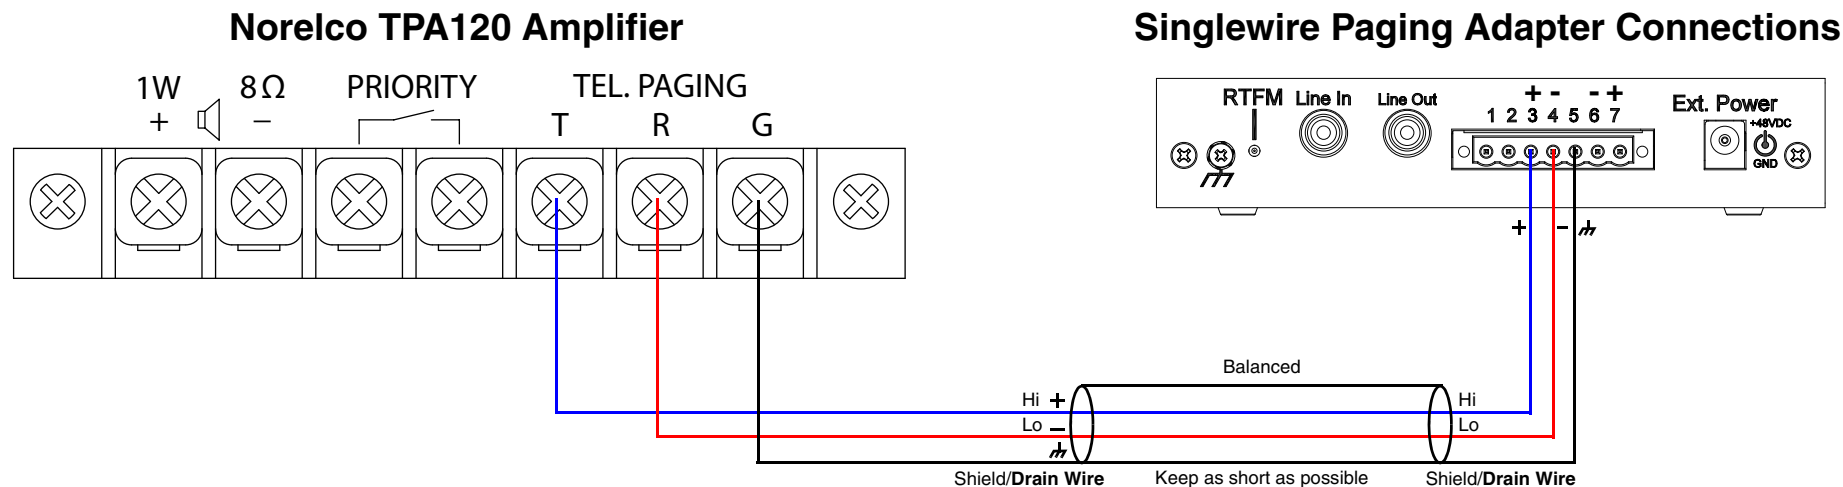 Norelco TPA120 Amplifier
1W 8Ω PRIORITY TEL. PAGING
+ − T R G
Singlewire Paging Adapter Connections
RTFM Line In Line Out + - - + Ext. Power
1 2 3 4 5 6 7
+48VDC
GND
+ −
Balanced
Hi + Hi
Lo − Lo
Shield/Drain Wire Keep as short as possible Shield/Drain Wire